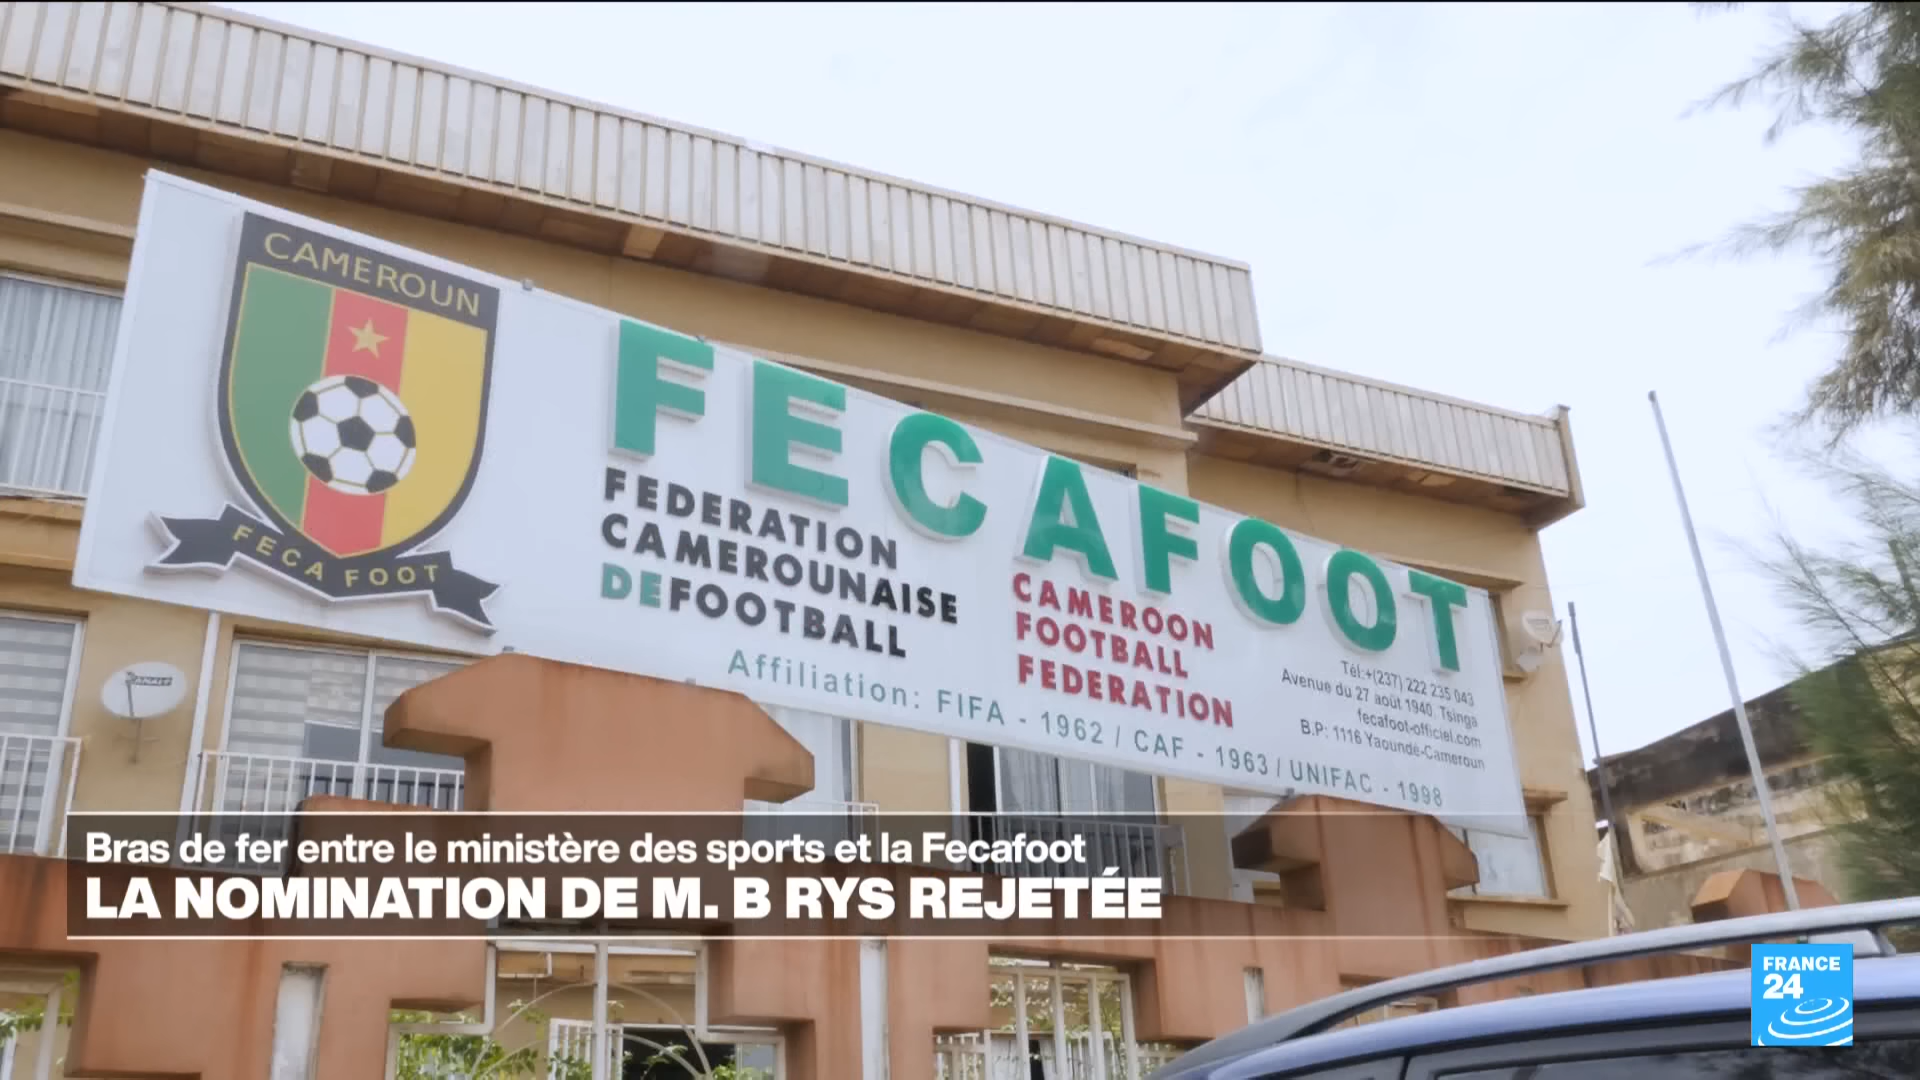 CAMEROUN
FECA FOOT
FECAFOOT
FEDERATION
CAMEROUNAISE
DEFOOTBALL
CAMEROON
FOOTBALL
FEDERATION
Affiliation: FIFA - 1962 / CAF - 1963 / UNIFAC - 1998
Tél:+(237) 222 235 043
Avenue du 27 août 1940, Tsinga
fecafoot-officiel.com
B.P: 1116 Yaoundé-Cameroun
CANAL+
Bras de fer entre le ministère des sports et la Fecafoot
LA NOMINATION DE M. B RYS REJETÉE
FRANCE
24